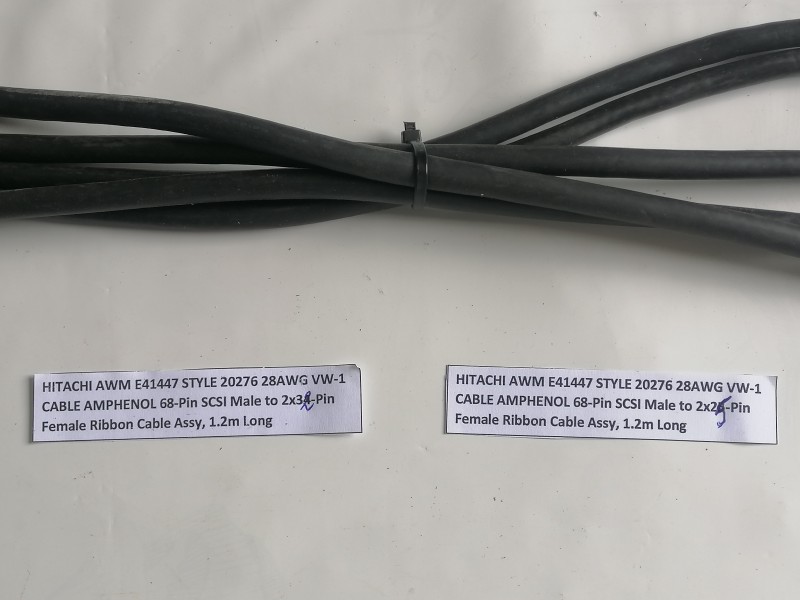 HITACHI AWM E41447 STYLE 20276 28AWG VW-1
CABLE AMPHENOL 68-Pin SCSI Male to 2x32-Pin
Female Ribbon Cable Assy, 1.2m Long
HITACHI AWM E41447 STYLE 20276 28AWG VW-1
CABLE AMPHENOL 68-Pin SCSI Male to 2x25-Pin
Female Ribbon Cable Assy, 1.2m Long